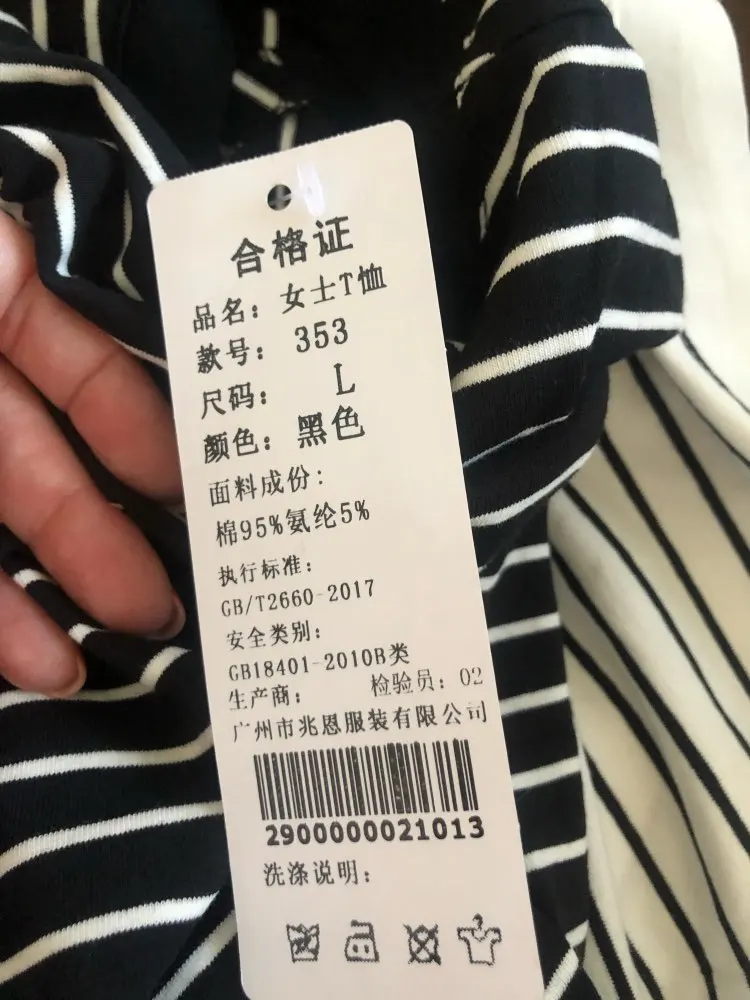 合格证
品名：女士T恤
款号：353
尺码：L
颜色：黑色
面料成份：
棉95%氨纶5%
执行标准：
GB/T2660-2017
安全类别：
GB18401-2010B类
生产商： 检验员：02
广州市兆恩服装有限公司
2900000021013
洗涤说明：